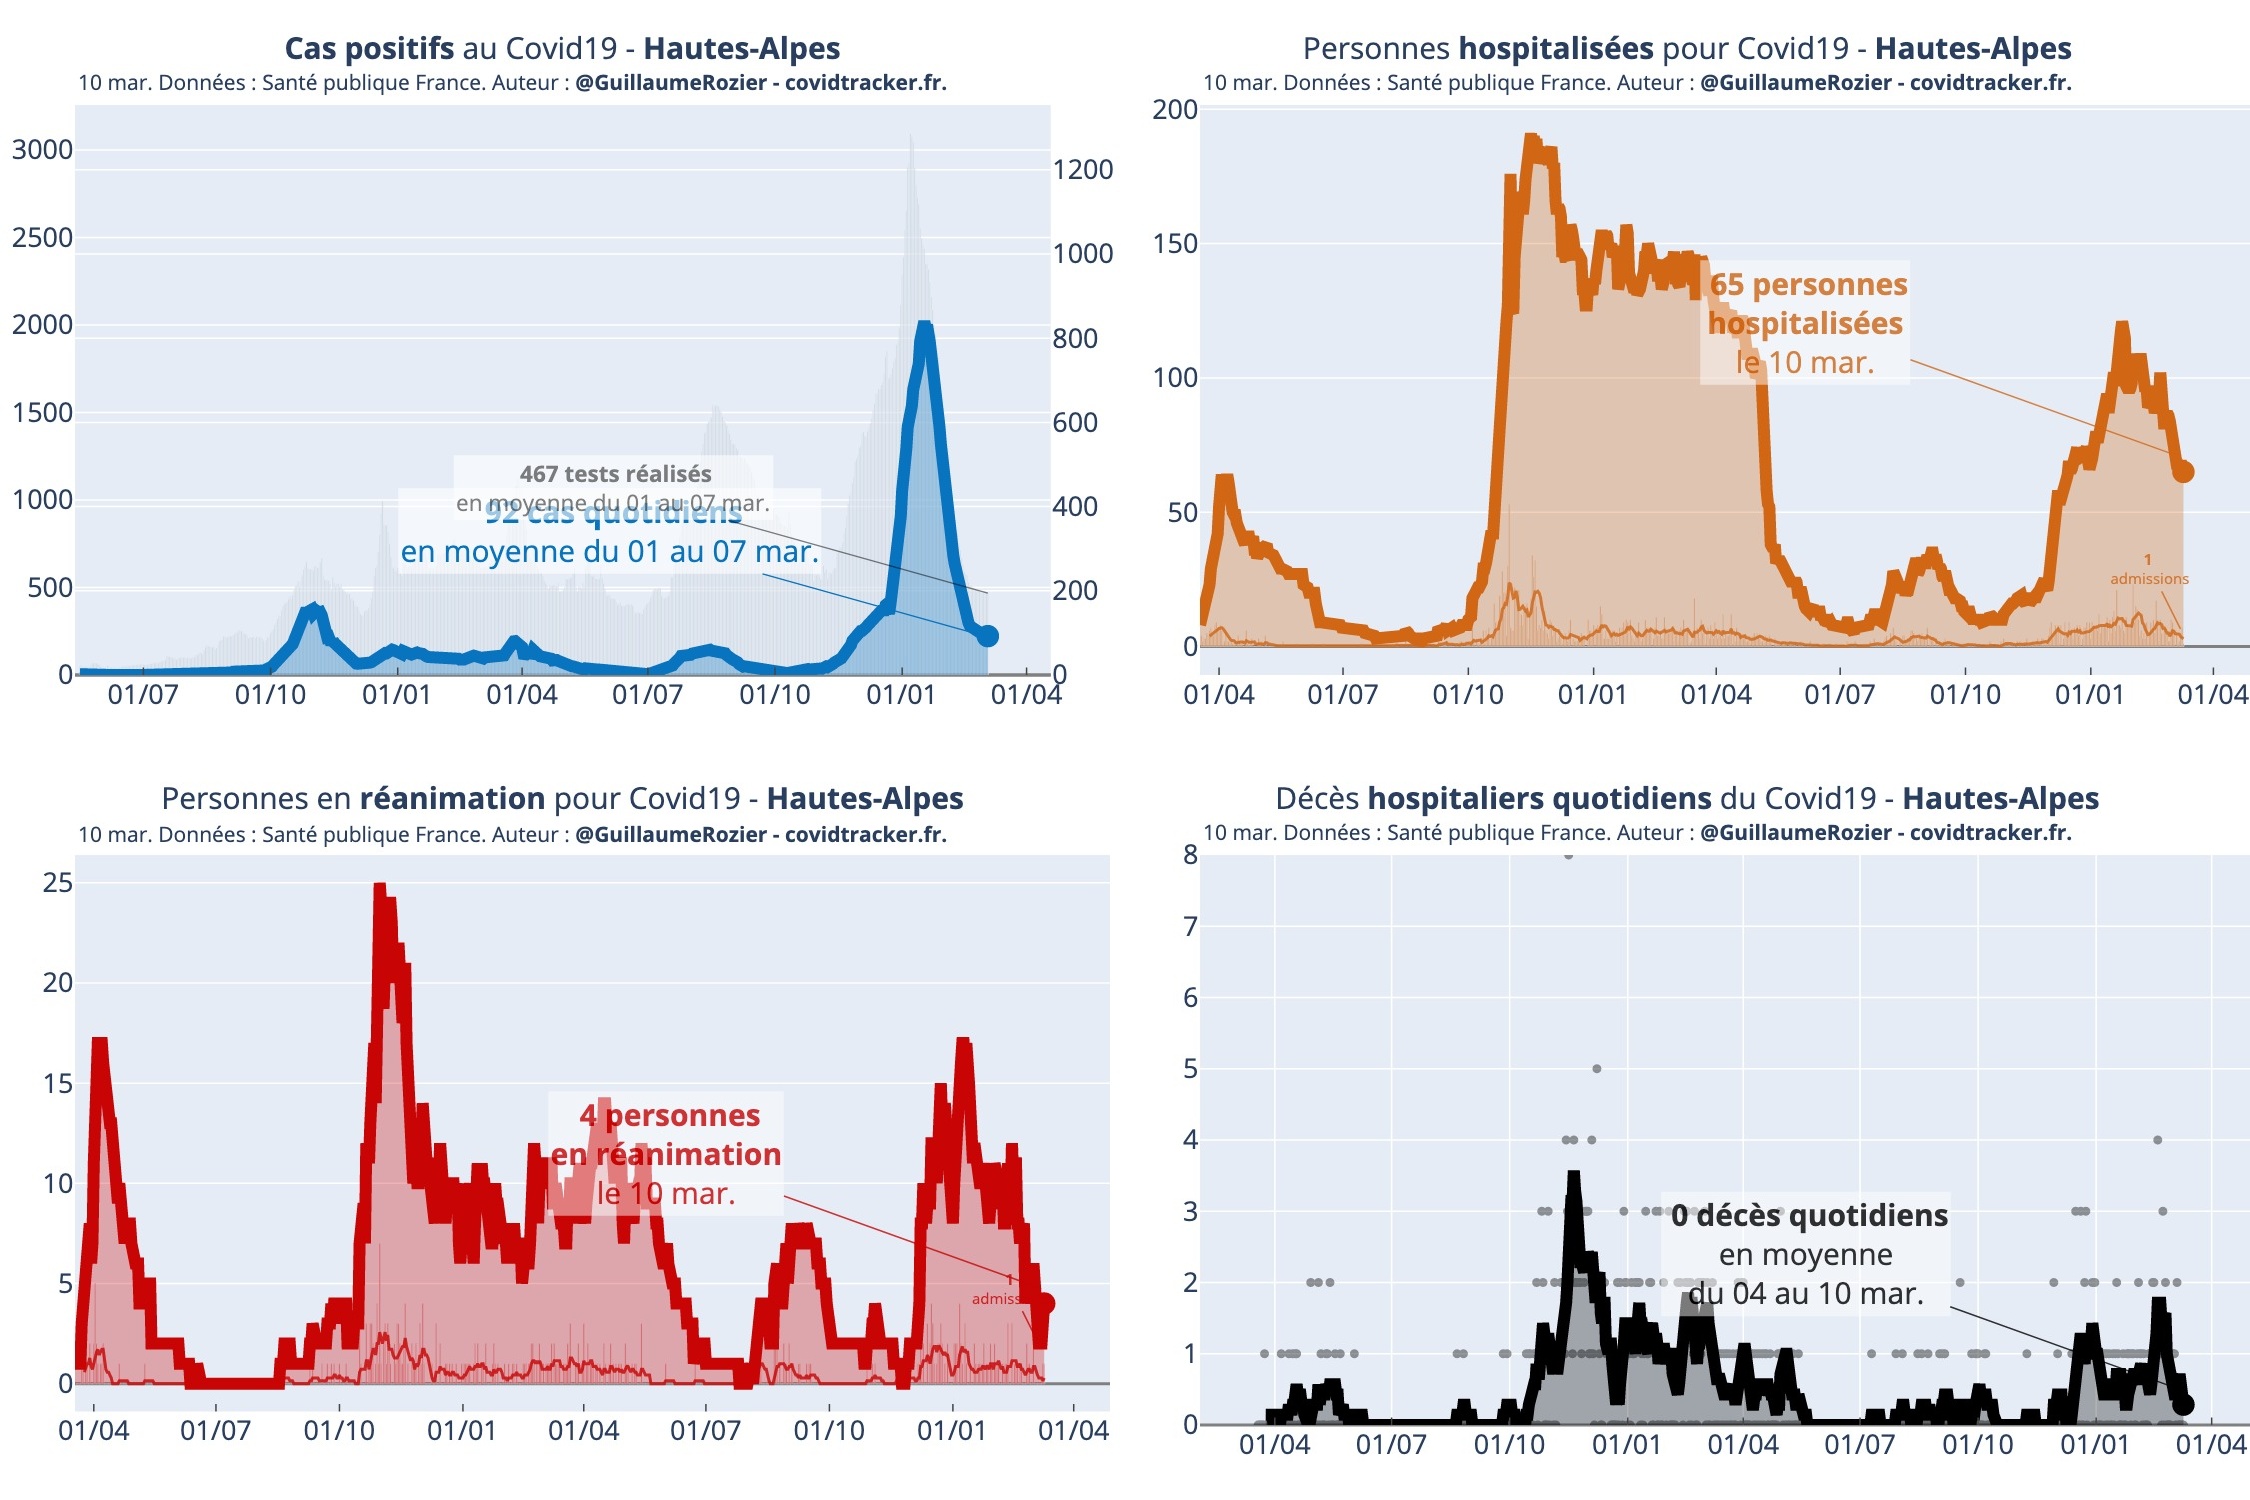 Cas positifs au Covid19 - Hautes-Alpes
10 mar. Données : Santé publique France. Auteur : @GuillaumeRozier - covidtracker.fr.
3000
2500
2000
1500
1000
500
0
1200
1000
800
600
400
200
0
467 tests réalisés
en moyenne du 01 au 07 mar.
92 cas quotidiens
en moyenne du 01 au 07 mar.
01/07 01/10 01/01 01/04 01/07 01/10 01/01 01/04
Personnes hospitalisées pour Covid19 - Hautes-Alpes
10 mar. Données : Santé publique France. Auteur : @GuillaumeRozier - covidtracker.fr.
200
150
100
50
0
65 personnes
hospitalisées
le 10 mar.
1
admissions
01/04 01/07 01/10 01/01 01/04 01/07 01/10 01/01 01/04
Personnes en réanimation pour Covid19 - Hautes-Alpes
10 mar. Données : Santé publique France. Auteur : @GuillaumeRozier - covidtracker.fr.
25
20
15
10
5
0
4 personnes
en réanimation
le 10 mar.
1
admiss
01/04 01/07 01/10 01/01 01/04 01/07 01/10 01/01 01/04
Décès hospitaliers quotidiens du Covid19 - Hautes-Alpes
10 mar. Données : Santé publique France. Auteur : @GuillaumeRozier - covidtracker.fr.
8
7
6
5
4
3
2
1
0
0 décès quotidiens
en moyenne
du 04 au 10 mar.
01/04 01/07 01/10 01/01 01/04 01/07 01/10 01/01 01/04